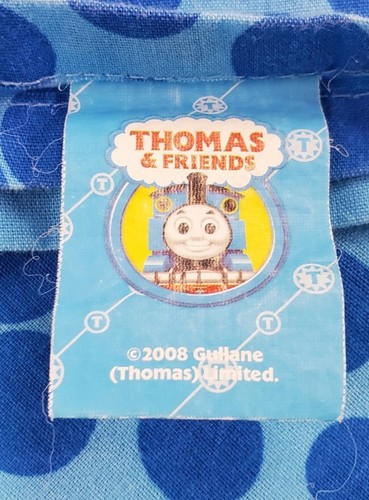 THOMAS
& FRIENDS
T
T
T
T
©2008 Gullane
(Thomas) Limited.